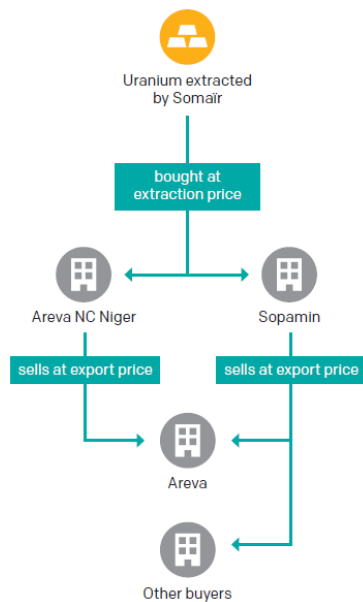 Uranium extracted
by Somaïr
bought at
extraction price
Areva NC Niger
Sopamin
sells at export price
sells at export price
Areva
Other buyers